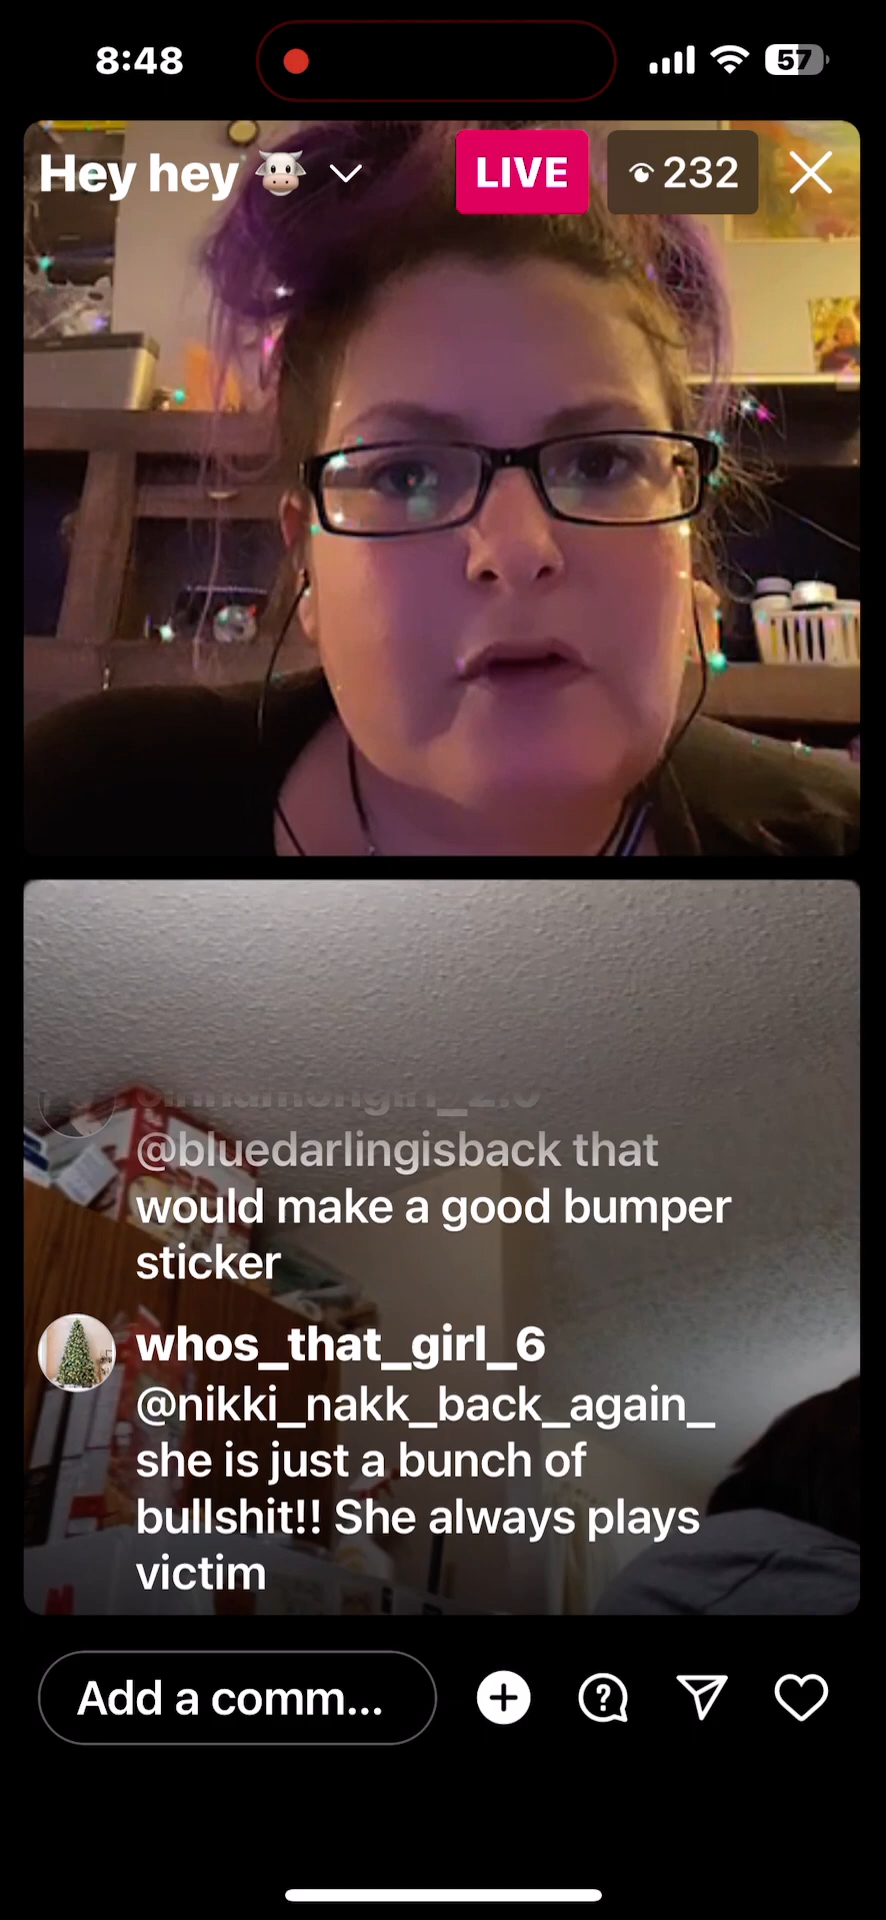 8:48
57
Hey hey 🐮
LIVE
232
@bluedarlingisback that
would make a good bumper
sticker
whos_that_girl_6
@nikki_nakk_back_again_
she is just a bunch of
bullshit!! She always plays
victim
Add a comm...